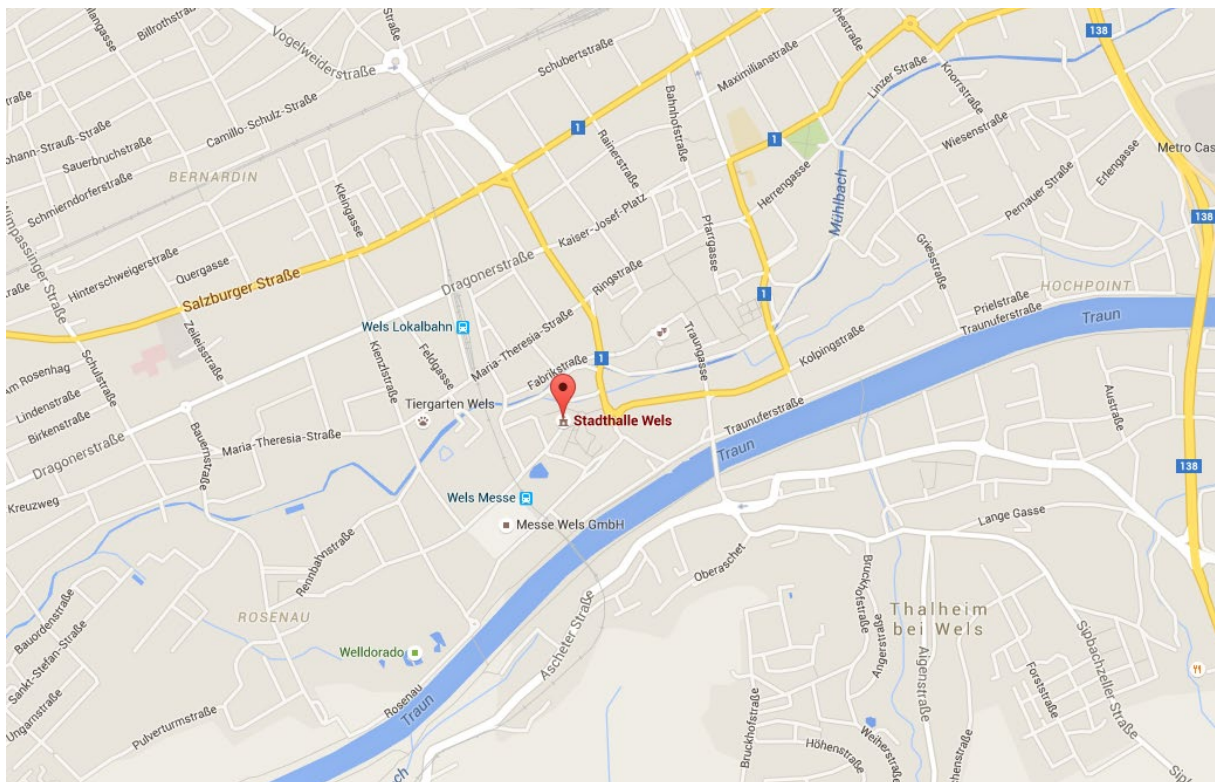 Billrothstraße
Vogelweiderstraße
Schubertstraße
Maximilianstraße
138
Linzer Straße
Knorrstraße
Camillo-Schulz-Straße
Bahnhofstraße
1
Rainerstraße
1
Wiesenstraße
Metro Cas
Johann-Strauß-Straße
Sauerbruchstraße
BERNARDIN
Schmierndorferstraße
Kleingasse
Herrengasse
Mühlbach
Erlengasse
Pernauer Straße
Wimpassinger Straße
Kaiser-Josef-Platz
Pfarrgasse
138
Quergasse
Hinterschweigerstraße
Dragonerstraße
Griesstraße
Salzburger Straße
Ringstraße
HOCHPOINT
1
Prielstraße
Traunuferstraße
Traun
Wels Lokalbahn
Zeileisstraße
Maria-Theresia-Straße
Traungasse
Schulstraße
Kienzlstraße
Feldgasse
Fabrikstraße
1
Kolpingstraße
Am Rosenhag
Lindenstraße
Birkenstraße
Tiergarten Wels
Stadthalle Wels
Traunuferstraße
Austraße
Maria-Theresia-Straße
Dragonerstraße
Bauernstraße
Traun
138
Kreuzweg
Wels Messe
Messe Wels GmbH
Lange Gasse
Rennbahnstraße
Oberaschet
Bruckhofstraße
Thalheim
bei Wels
ROSENAU
Ascheter Straße
Angerstraße
Aigenstraße
Sipbachzeller Straße
Bauordenstraße
Sankt-Stefan-Straße
Welldorado
Rosenau
Forststraße
Traun
Ungarnstraße
Pulverturmstraße
Bruckhofstraße
Höhenstraße
Weiherstraße